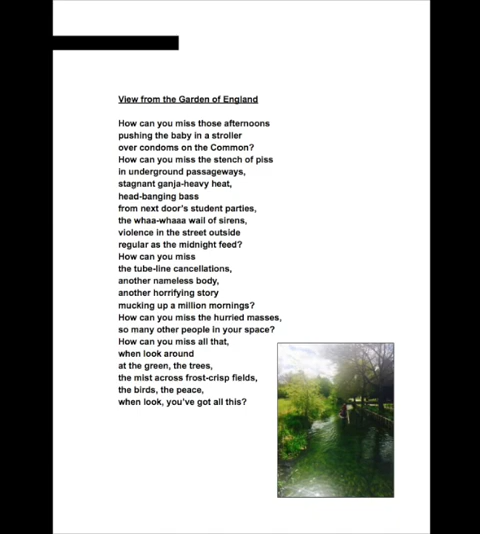 View from the Garden of England
How can you miss those afternoons
pushing the baby in a stroller
over condoms on the Common?
How can you miss the stench of piss
in underground passageways,
stagnant ganja-heavy heat,
head-banging bass
from next door's student parties,
the whaa-whaaa wail of sirens,
violence in the street outside
regular as the midnight feed?
How can you miss
the tube-line cancellations,
another nameless body,
another horrifying story
mucking up a million mornings?
How can you miss the hurried masses,
so many other people in your space?
How can you miss all that,
when look around
at the green, the trees,
the mist across frost-crisp fields,
the birds, the peace,
when look, you've got all this?